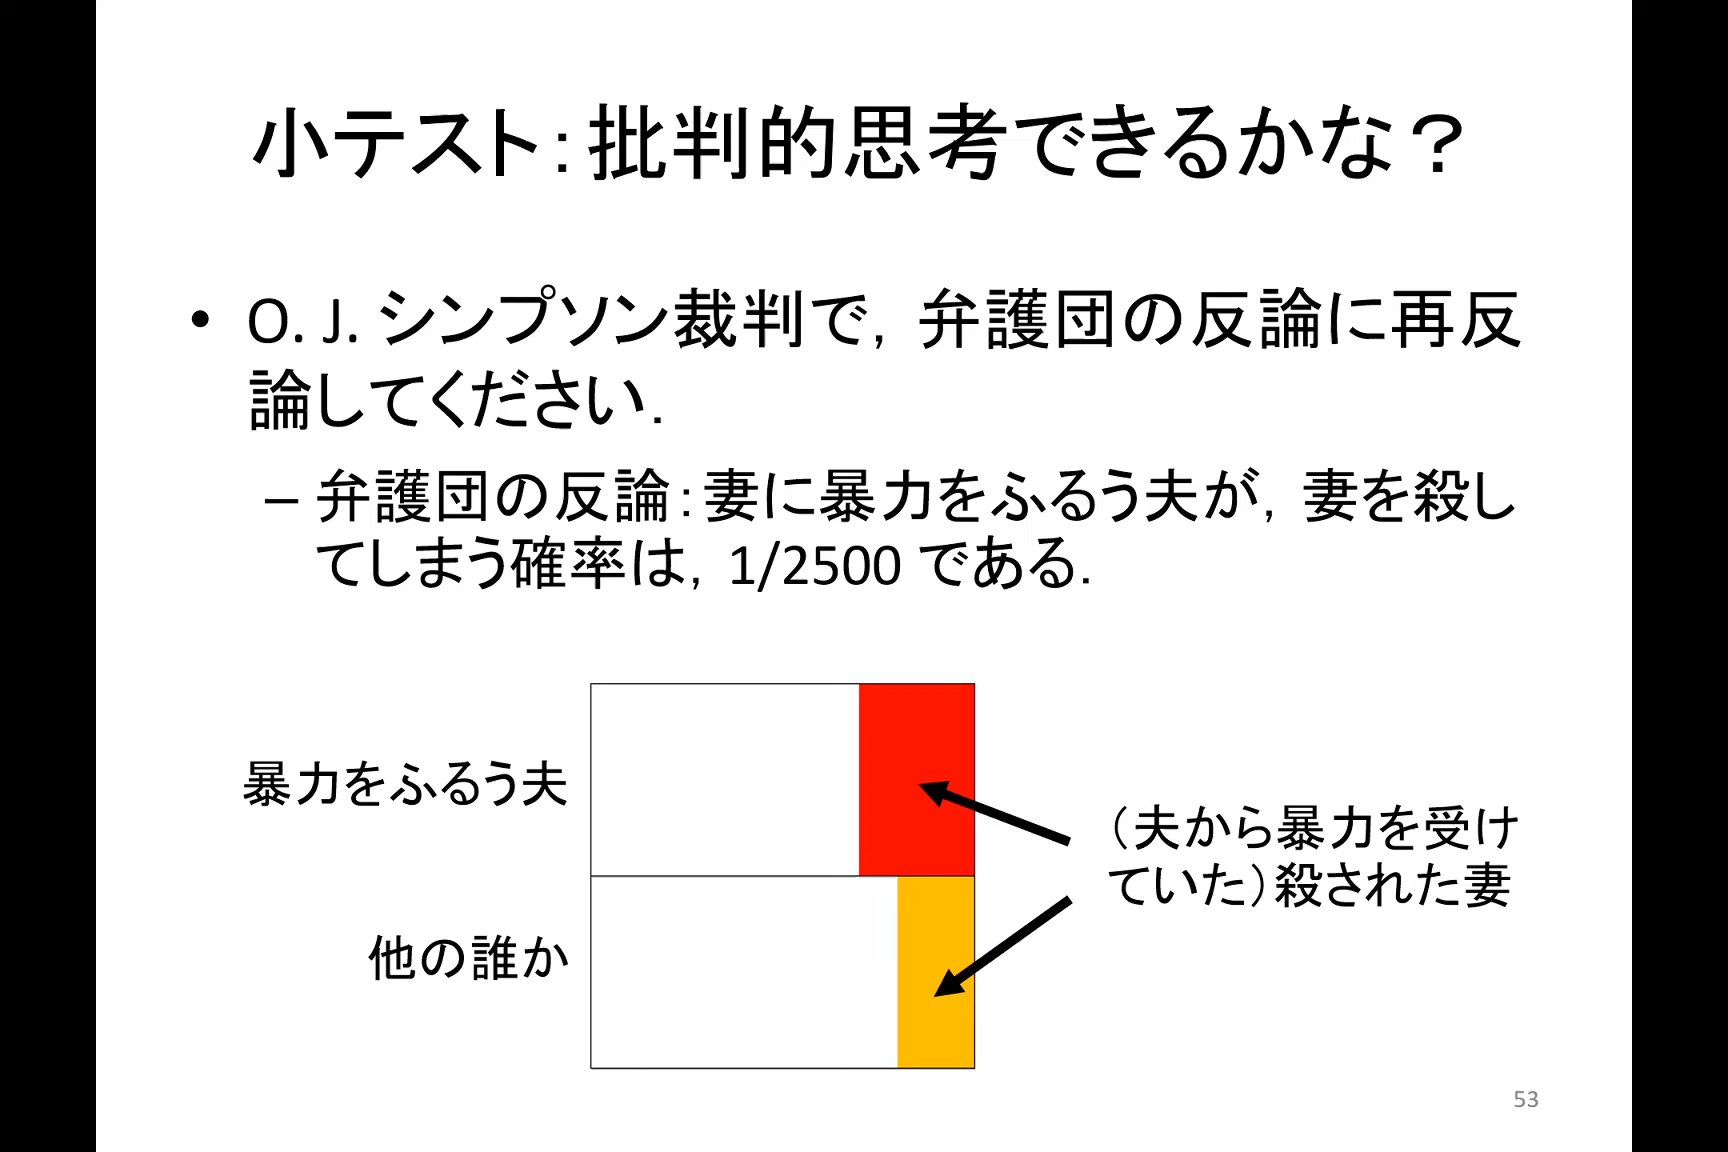 小テスト：批判的思考できるかな？
• O. J. シンプソン裁判で，弁護団の反論に再反
論してください．
– 弁護団の反論：妻に暴力をふるう夫が，妻を殺し
てしまう確率は，1/2500 である．
暴力をふるう夫
（夫から暴力を受け
ていた）殺された妻
他の誰か
53